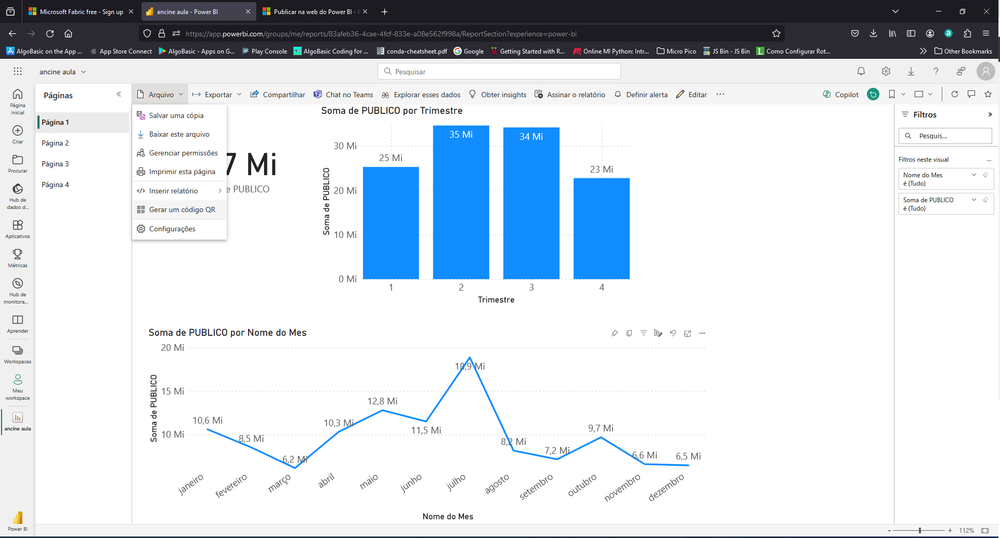 Microsoft Fabric free - Sign up
ancine aula - Power BI
Publicar na web do Power BI - P
https://app.powerbi.com/groups/me/reports/83afeb36-4cae-4fcf-833e-a08e562f998a/ReportSection?experience=power-bi
AlgoBasic on the App ...
App Store Connect
AlgoBasic - Apps on G...
Play Console
AlgoBasic Coding for ...
conda-cheatsheet.pdf
Google
Getting Started with R...
Online MI Python: Intr...
Micro Pico
JS Bin - JS Bin
Como Configurar Rot...
Other Bookmarks
ancine aula
Pesquisar
Página
Inicial
Criar
Procurar
Hub de
dados d...
Aplicativos
Métricas
Hub de
monitora...
Aprender
Workspaces
Meu
workspace
ancine aula
Power BI
Páginas
Página 1
Página 2
Página 3
Página 4
Arquivo
Exportar
Compartilhar
Chat no Teams
Explorar esses dados
Obter insights
Assinar o relatório
Definir alerta
Editar
Copilot
Salvar uma cópia
Baixar este arquivo
Gerenciar permissões
Imprimir esta página
Inserir relatório
Gerar um código QR
Configurações
7 Mi
e PUBLICO
Soma de PUBLICO por Trimestre
Soma de PUBLICO
30 Mi
20 Mi
10 Mi
0 Mi
25 Mi
35 Mi
34 Mi
23 Mi
1
2
3
4
Trimestre
Soma de PUBLICO por Nome do Mes
Soma de PUBLICO
20 Mi
15 Mi
10 Mi
10,6 Mi
8,5 Mi
6,2 Mi
10,3 Mi
12,8 Mi
11,5 Mi
18,9 Mi
8,2 Mi
7,2 Mi
9,7 Mi
6,6 Mi
6,5 Mi
janeiro
fevereiro
março
abril
maio
junho
julho
agosto
setembro
outubro
novembro
dezembro
Nome do Mes
Filtros
Pesquis...
Filtros neste visual
...
Nome do Mes
é (Tudo)
Soma de PUBLICO
é (Tudo)
- + 112%